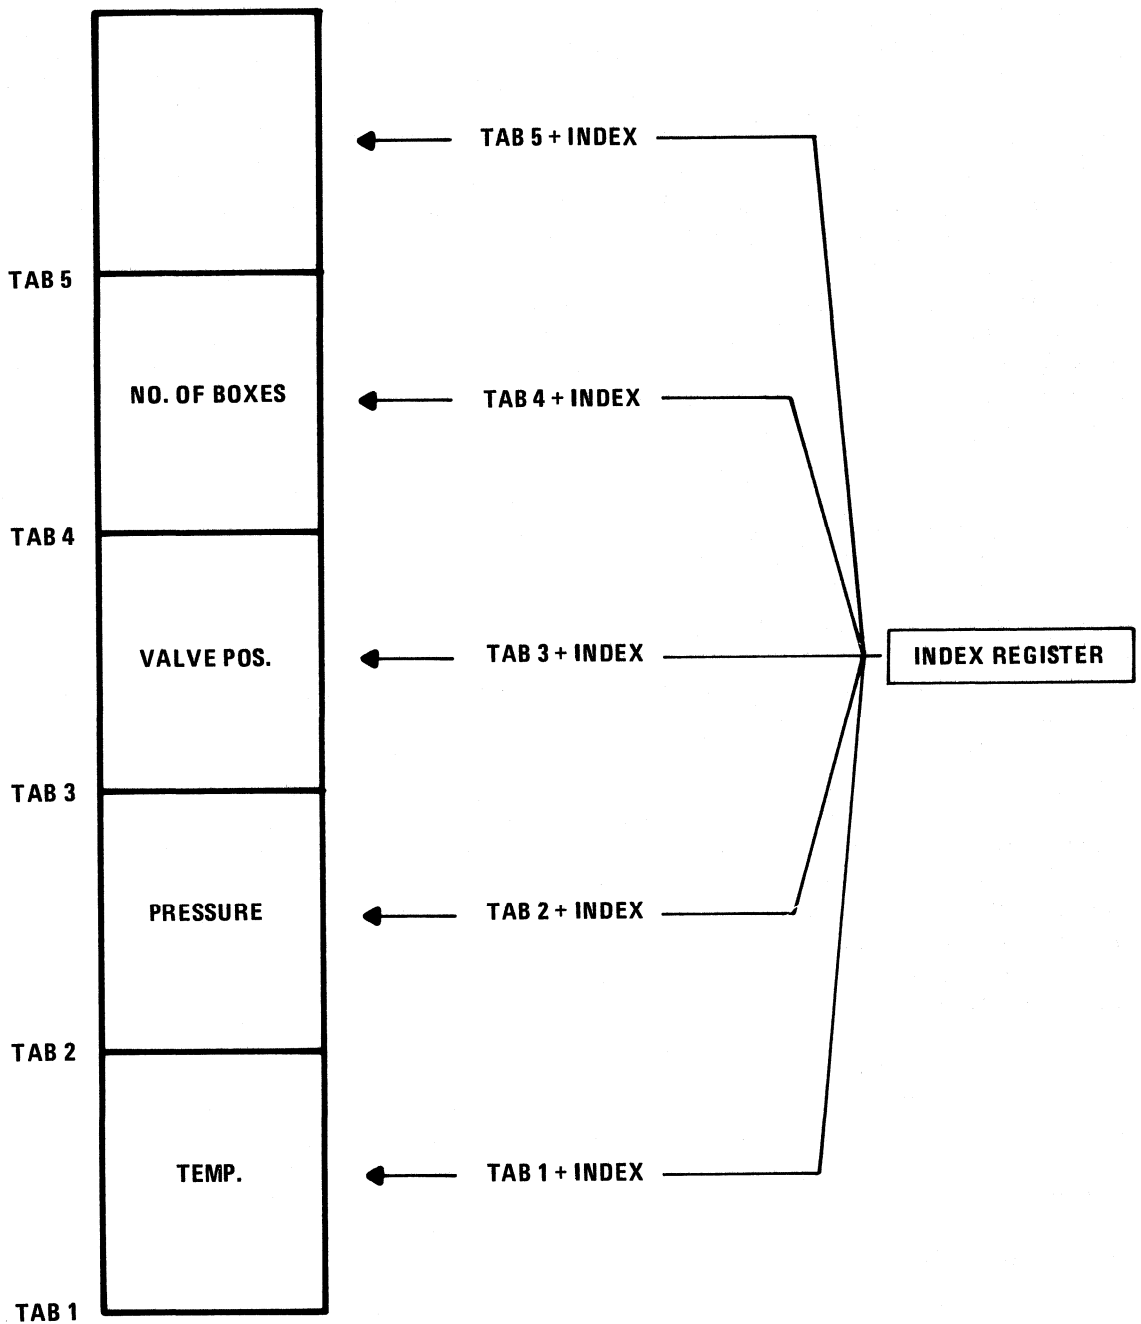 TAB 5 + INDEX
TAB 5
NO. OF BOXES
TAB 4 + INDEX
TAB 4
VALVE POS.
TAB 3 + INDEX
INDEX REGISTER
TAB 3
PRESSURE
TAB 2 + INDEX
TAB 2
TEMP.
TAB 1 + INDEX
TAB 1